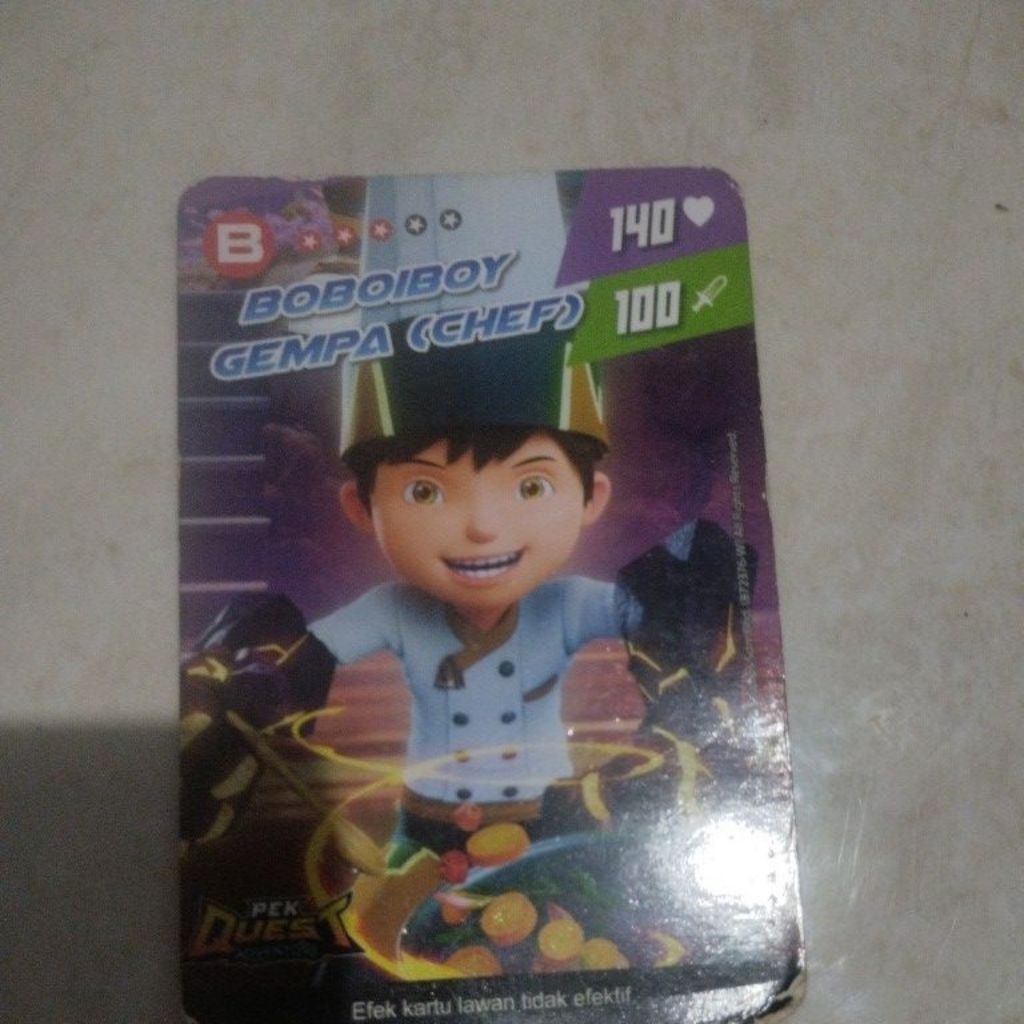 B
140
BOBOIBOY
GEMPA (CHEF)
100
PEK
QUEST
Efek kartu lawan tidak efektif.